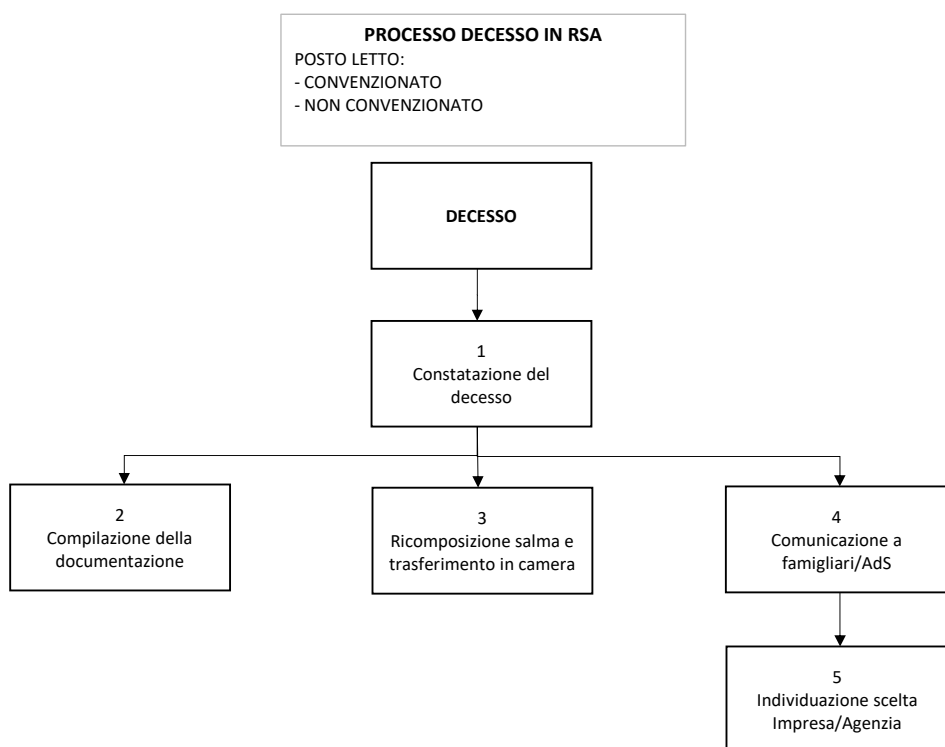 PROCESSO DECESSO IN RSA
POSTO LETTO:
- CONVENZIONATO
- NON CONVENZIONATO
DECESSO
1
Constatazione del
decesso
2
Compilazione della
documentazione
3
Ricomposizione salma e
trasferimento in camera
4
Comunicazione a
famigliari/AdS
5
Individuazione scelta
Impresa/Agenzia